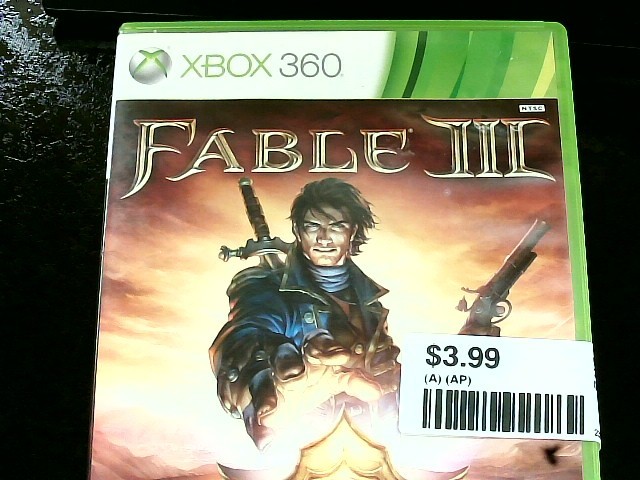 XBOX 360
NTSC
FABLE III
$3.99
(A) (AP)